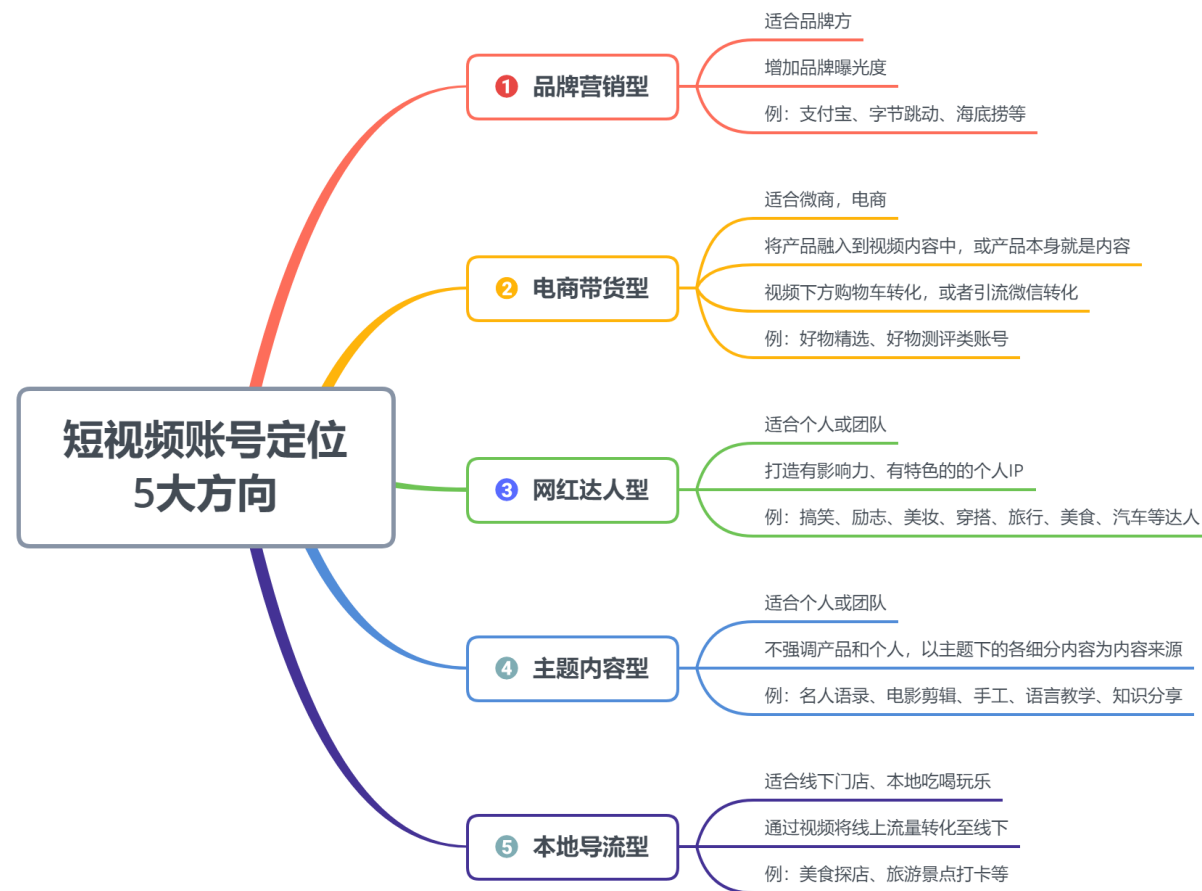 短视频账号定位
5大方向
1 品牌营销型
适合品牌方
增加品牌曝光度
例：支付宝、字节跳动、海底捞等
2 电商带货型
适合微商，电商
将产品融入到视频内容中，或产品本身就是内容
视频下方购物车转化，或者引流微信转化
例：好物精选、好物测评类账号
3 网红达人型
适合个人或团队
打造有影响力、有特色的的个人IP
例：搞笑、励志、美妆、穿搭、旅行、美食、汽车等达人
4 主题内容型
适合个人或团队
不强调产品和个人，以主题下的各细分内容为内容来源
例：名人语录、电影剪辑、手工、语言教学、知识分享
5 本地导流型
适合线下门店、本地吃喝玩乐
通过视频将线上流量转化至线下
例：美食探店、旅游景点打卡等